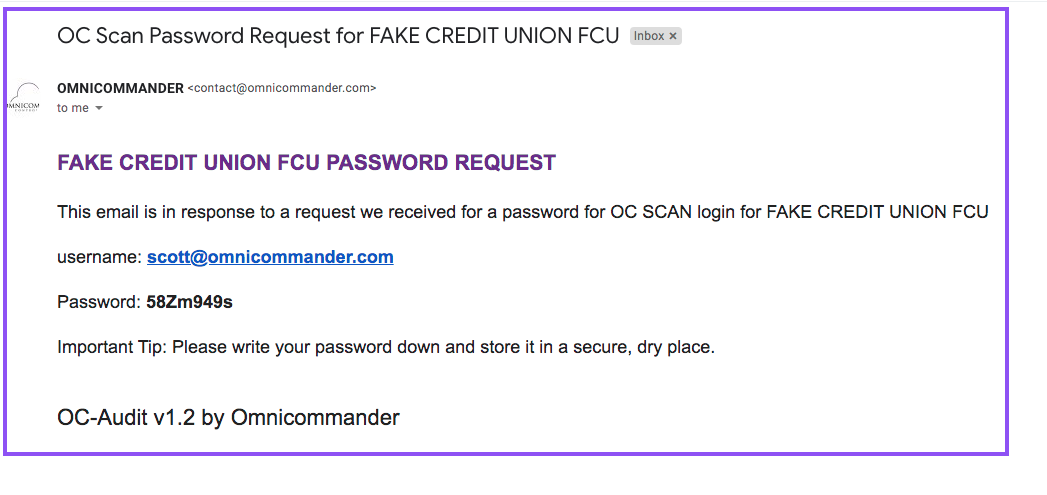 OC Scan Password Request for FAKE CREDIT UNION FCU Inbox x
OMNICOMMANDER <contact@omnicommander.com>
to me
FAKE CREDIT UNION FCU PASSWORD REQUEST
This email is in response to a request we received for a password for OC SCAN login for FAKE CREDIT UNION FCU
username: scott@omnicommander.com
Password: 58Zm949s
Important Tip: Please write your password down and store it in a secure, dry place.
OC-Audit v1.2 by Omnicommander